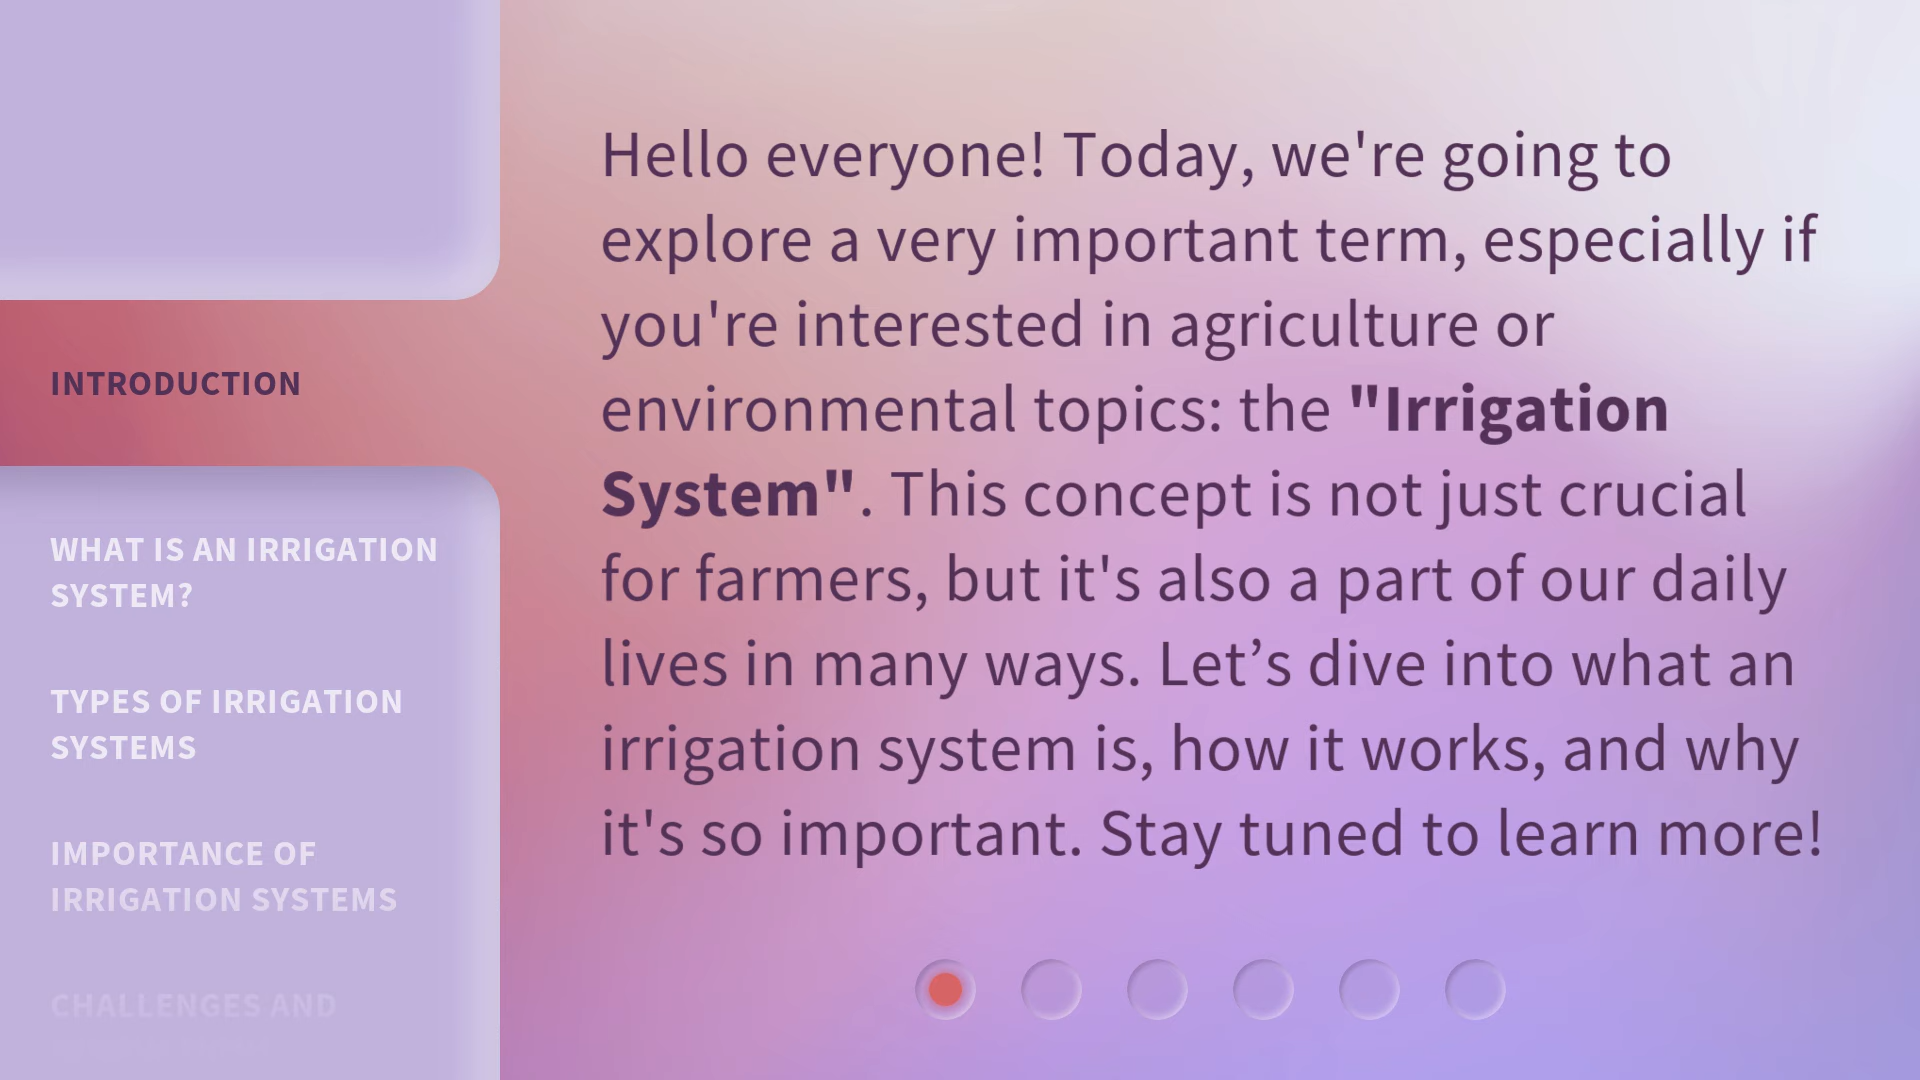 INTRODUCTION
WHAT IS AN IRRIGATION
SYSTEM?
TYPES OF IRRIGATION
SYSTEMS
IMPORTANCE OF
IRRIGATION SYSTEMS
CHALLENGES AND
Hello everyone! Today, we're going to
explore a very important term, especially if
you're interested in agriculture or
environmental topics: the "Irrigation
System". This concept is not just crucial
for farmers, but it's also a part of our daily
lives in many ways. Let’s dive into what an
irrigation system is, how it works, and why
it's so important. Stay tuned to learn more!